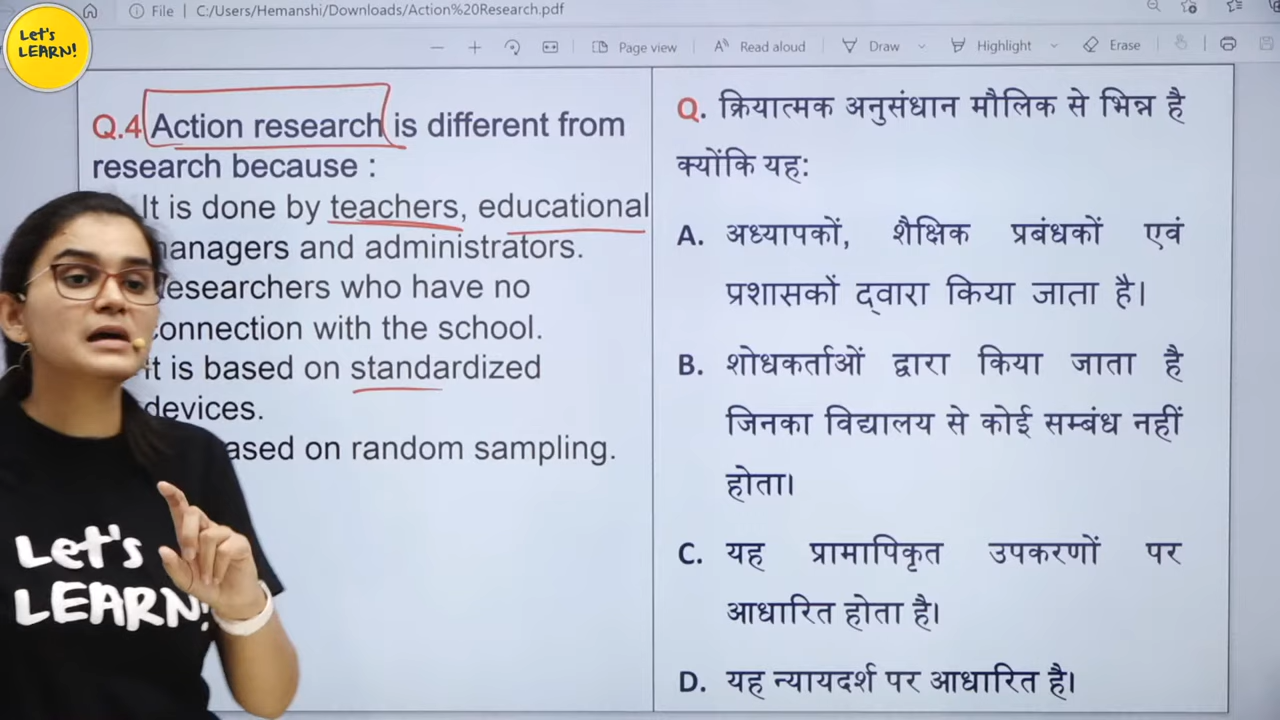 Let's
LEARN!
File
C:/Users/Hemanshi/Downloads/Action%20Research.pdf
Page view
Read aloud
Draw
Highlight
Erase
Q.4 Action research is different from
research because :
It is done by teachers, educational
managers and administrators.
researchers who have no
connection with the school.
It is based on standardized
devices.
based on random sampling.
Q. क्रियात्मक अनुसंधान मौलिक से भिन्न है
क्योंकि यह:
A. अध्यापकों, शैक्षिक प्रबंधकों एवं
प्रशासकों द्वारा किया जाता है।
B. शोधकर्ताओं द्वारा किया जाता है
जिनका विद्यालय से कोई सम्बंध नहीं
होता।
C. यह प्रामापिकृत उपकरणों पर
आधारित होता है।
D. यह न्यायदर्श पर आधारित है।
Let's
LEARN!